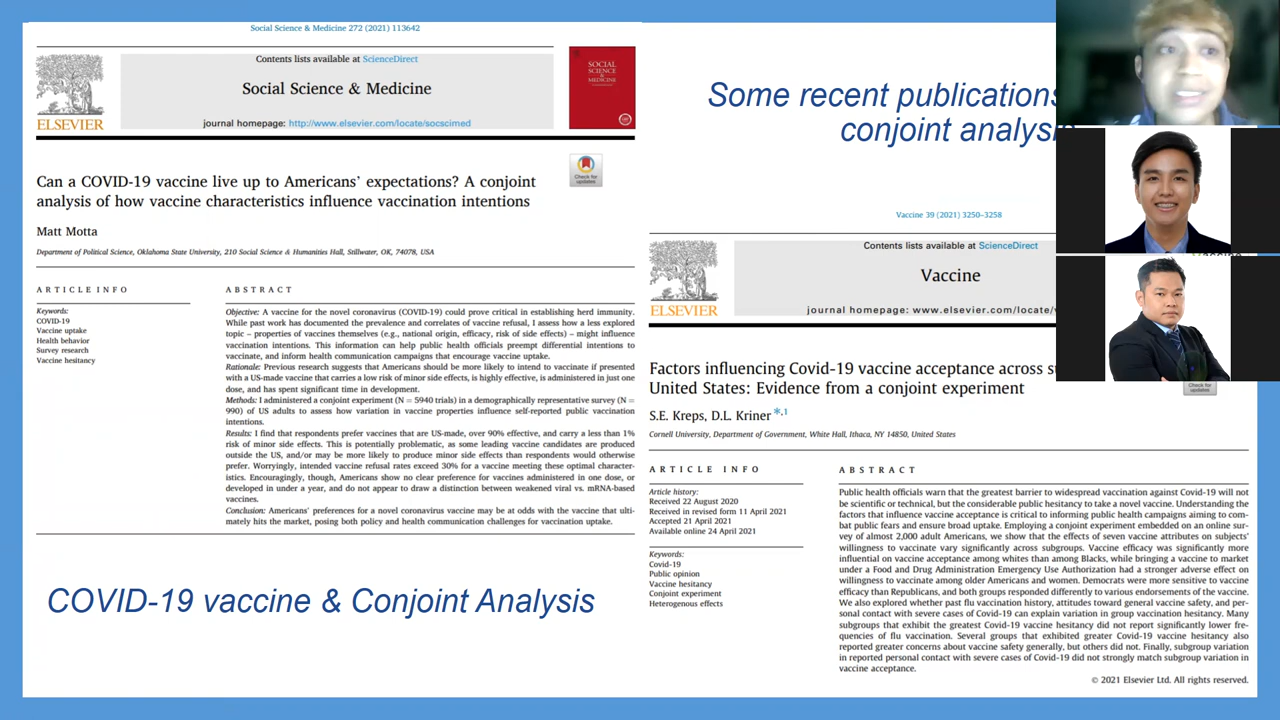 Social Science & Medicine 272 (2021) 113642
Contents lists available at ScienceDirect
Social Science & Medicine
journal homepage: http://www.elsevier.com/locate/socscimed
ELSEVIER
SOCIAL
SCIENCE
& MEDICINE
Check for
updates
Can a COVID-19 vaccine live up to Americans’ expectations? A conjoint
analysis of how vaccine characteristics influence vaccination intentions
Matt Motta
Department of Political Science, Oklahoma State University, 210 Social Science & Humanities Hall, Stillwater, OK, 74078, USA
ARTICLE INFO
Keywords:
COVID-19
Vaccine uptake
Health behavior
Survey research
Vaccine hesitancy
ABSTRACT
Objective: A vaccine for the novel coronavirus (COVID-19) could prove critical in establishing herd immunity.
While past work has documented the prevalence and correlates of vaccine refusal, I assess how a less explored
topic – properties of vaccines themselves (e.g., national origin, efficacy, risk of side effects) – might influence
vaccination intentions. This information can help public health officials preempt differential intentions to
vaccinate, and inform health communication campaigns that encourage vaccine uptake.
Rationale: Previous research suggests that Americans should be more likely to intend to vaccinate if presented
with a US-made vaccine that carries a low risk of minor side effects, is highly effective, is administered in just one
dose, and has spent significant time in development.
Methods: I administered a conjoint experiment (N = 5940 trials) in a demographically representative survey (N =
990) of US adults to assess how variation in vaccine properties influence self-reported public vaccination
intentions.
Results: I find that respondents prefer vaccines that are US-made, over 90% effective, and carry a less than 1%
risk of minor side effects. This is potentially problematic, as some leading vaccine candidates are produced
outside the US, and/or may be more likely to produce minor side effects than respondents would otherwise
prefer. Worryingly, intended vaccine refusal rates exceed 30% for a vaccine meeting these optimal character-
istics. Encouragingly, though, Americans show no clear preference for vaccines administered in one dose, or
developed in under a year, and do not appear to draw a distinction between weakened viral vs. mRNA-based
vaccines.
Conclusion: Americans’ preferences for a novel coronavirus vaccine may be at odds with the vaccine that ulti-
mately hits the market, posing both policy and health communication challenges for vaccination uptake.
COVID-19 vaccine & Conjoint Analysis
Some recent publications
conjoint analysis
Vaccine 39 (2021) 3250–3258
Contents lists available at ScienceDirect
Vaccine
journal homepage: www.elsevier.com/locate/
ELSEVIER
Check for
updates
Factors influencing Covid-19 vaccine acceptance across s
United States: Evidence from a conjoint experiment
S.E. Kreps, D.L. Kriner *,1
Cornell University, Department of Government, White Hall, Ithaca, NY 14850, United States
ARTICLE INFO
Article history:
Received 22 August 2020
Received in revised form 11 April 2021
Accepted 21 April 2021
Available online 24 April 2021
Keywords:
Covid-19
Public opinion
Vaccine hesitancy
Conjoint experiment
Heterogenous effects
ABSTRACT
Public health officials warn that the greatest barrier to widespread vaccination against Covid-19 will not
be scientific or technical, but the considerable public hesitancy to take a novel vaccine. Understanding the
factors that influence vaccine acceptance is critical to informing public health campaigns aiming to com-
bat public fears and ensure broad uptake. Employing a conjoint experiment embedded on an online sur-
vey of almost 2,000 adult Americans, we show that the effects of seven vaccine attributes on subjects’
willingness to vaccinate vary significantly across subgroups. Vaccine efficacy was significantly more
influential on vaccine acceptance among whites than among Blacks, while bringing a vaccine to market
under a Food and Drug Administration Emergency Use Authorization had a stronger adverse effect on
willingness to vaccinate among older Americans and women. Democrats were more sensitive to vaccine
efficacy than Republicans, and both groups responded differently to various endorsements of the vaccine.
We also explored whether past flu vaccination history, attitudes toward general vaccine safety, and per-
sonal contact with severe cases of Covid-19 can explain variation in group vaccination hesitancy. Many
subgroups that exhibit the greatest Covid-19 vaccine hesitancy did not report significantly lower fre-
quencies of flu vaccination. Several groups that exhibited greater Covid-19 vaccine hesitancy also
reported greater concerns about vaccine safety generally, but others did not. Finally, subgroup variation
in reported personal contact with severe cases of Covid-19 did not strongly match subgroup variation in
vaccine acceptance.
© 2021 Elsevier Ltd. All rights reserved.